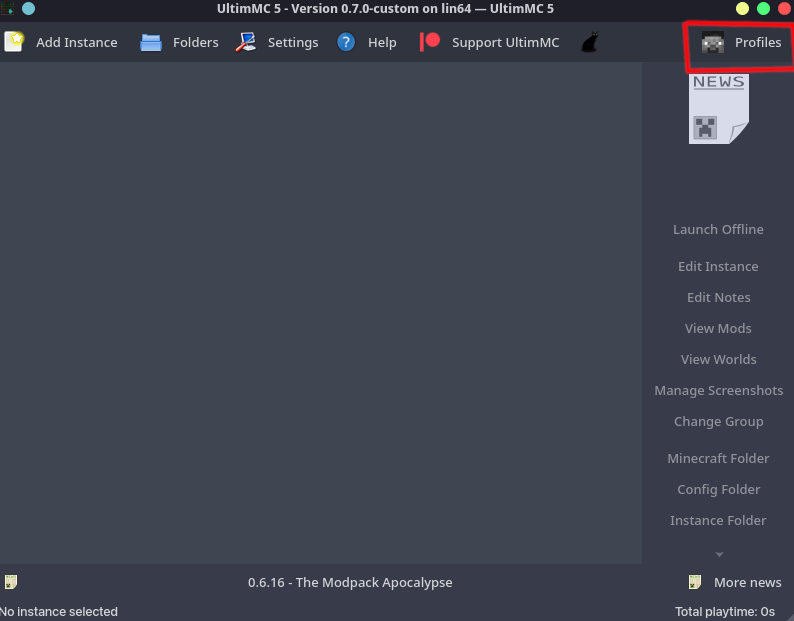 UltimMC 5 - Version 0.7.0-custom on lin64 — UltimMC 5
Add Instance Folders Settings ? Help Support UltimMC Profiles
NEWS
Launch Offline
Edit Instance
Edit Notes
View Mods
View Worlds
Manage Screenshots
Change Group
Minecraft Folder
Config Folder
Instance Folder
0.6.16 - The Modpack Apocalypse More news
No instance selected Total playtime: 0s